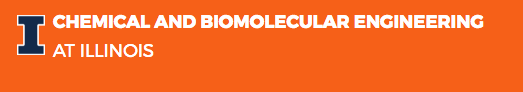 I
CHEMICAL AND BIOMOLECULAR ENGINEERING
AT ILLINOIS